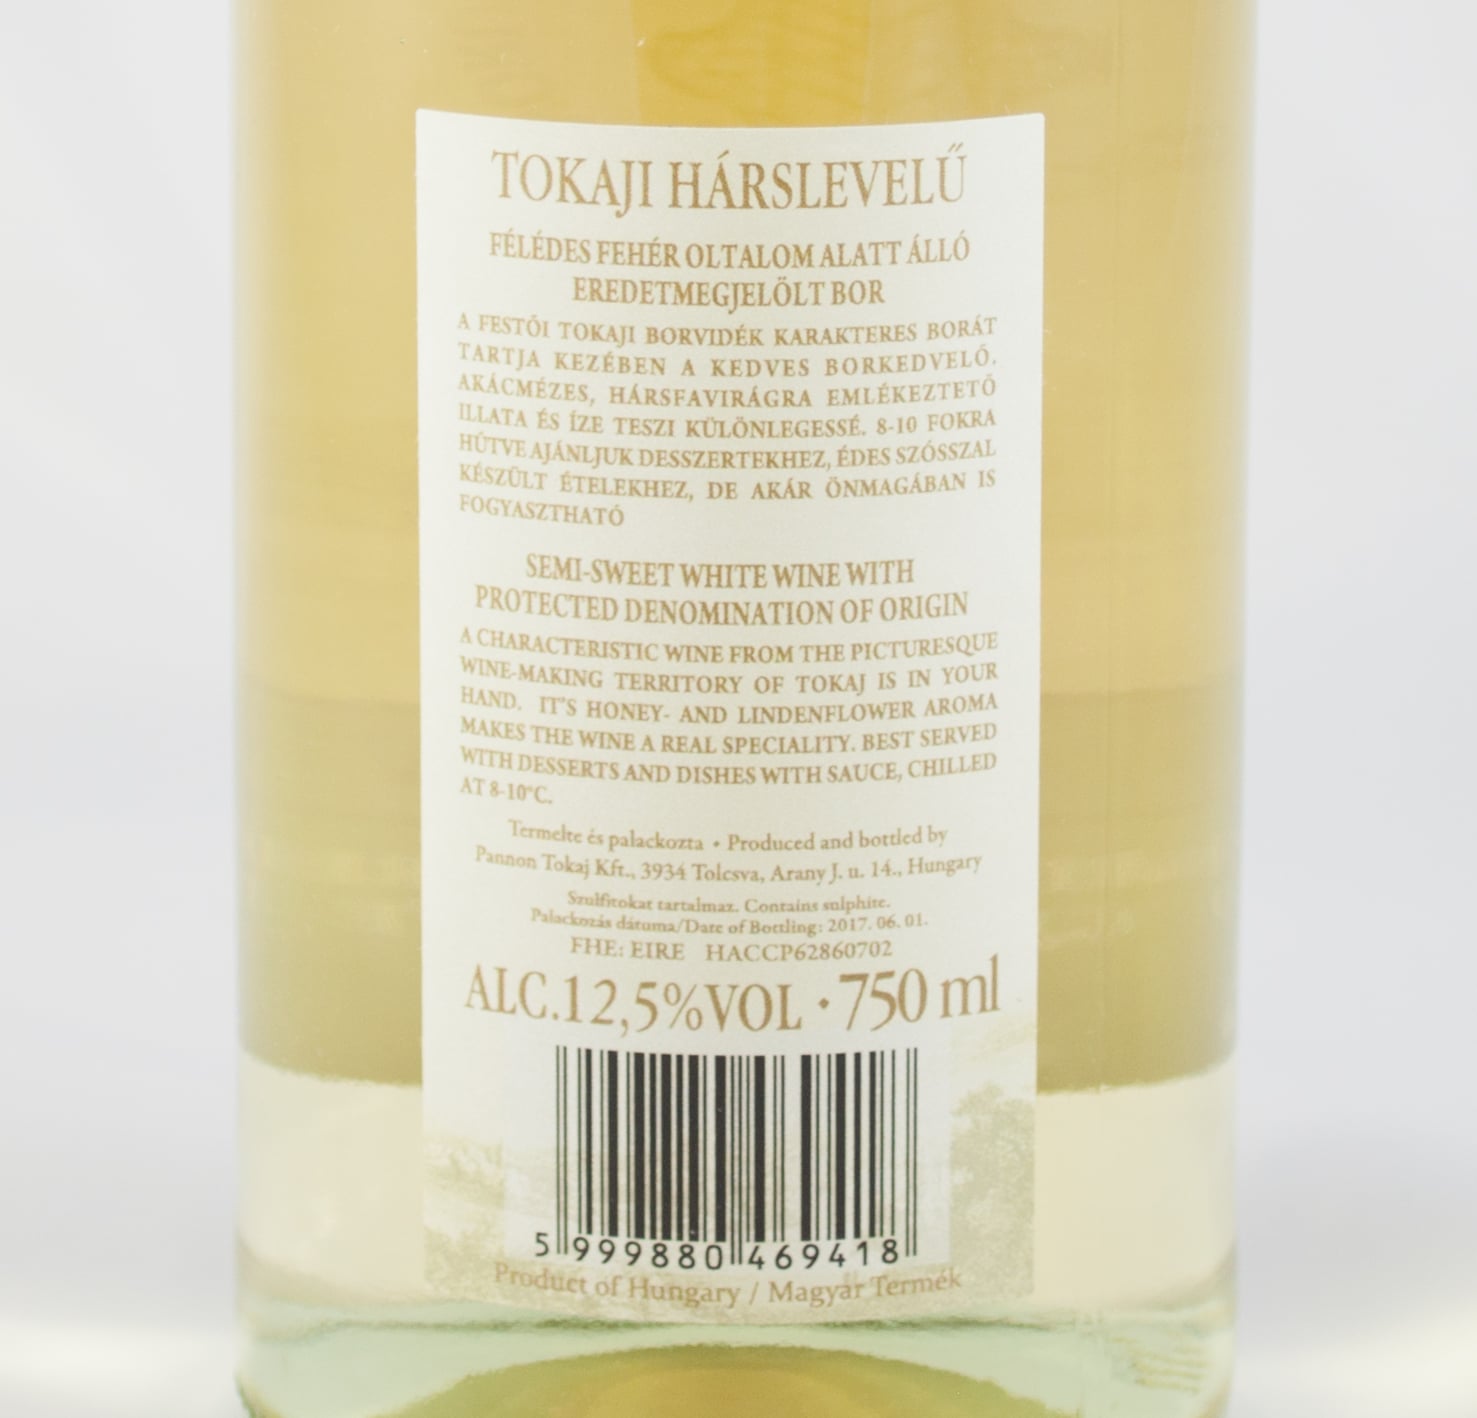 TOKAJI HÁRSLEVELŰ
FÉLÉDES FEHÉR OLTALOM ALATT ÁLLÓ
EREDETMEGJELÖLT BOR
A FESTŐI TOKAJI BORVIDÉK KARAKTERES BORÁT
TARTJA KEZÉBEN A KEDVES BORKEDVELŐ.
AKÁCMÉZES, HÁRSFAVIRÁGRA EMLÉKEZTETŐ
ILLATA ÉS ÍZE TESZI KÜLÖNLEGESSÉ. 8-10 FOKRA
HŰTVE AJÁNLJUK DESSZERTEKHEZ, ÉDES SZÓSSZAL
KÉSZÜLT ÉTELEKHEZ, DE AKÁR ÖNMAGÁBAN IS
FOGYASZTHATÓ
SEMI-SWEET WHITE WINE WITH
PROTECTED DENOMINATION OF ORIGIN
A CHARACTERISTIC WINE FROM THE PICTURESQUE
WINE-MAKING TERRITORY OF TOKAJ IS IN YOUR
HAND. IT'S HONEY- AND LINDENFLOWER AROMA
MAKES THE WINE A REAL SPECIALITY. BEST SERVED
WITH DESSERTS AND DISHES WITH SAUCE, CHILLED
AT 8-10°C.
Termelte és palackozta • Produced and bottled by
Pannon Tokaj Kft., 3934 Tolcsva, Arany J. u. 14., Hungary
Szulfitokat tartalmaz. Contains sulphite.
Palackozás dátuma/Date of Bottling: 2017. 06. 01.
FHE: EIRE HACCP62860702
ALC.12,5%VOL • 750 ml
5 999880 469418
Product of Hungary / Magyar Termék